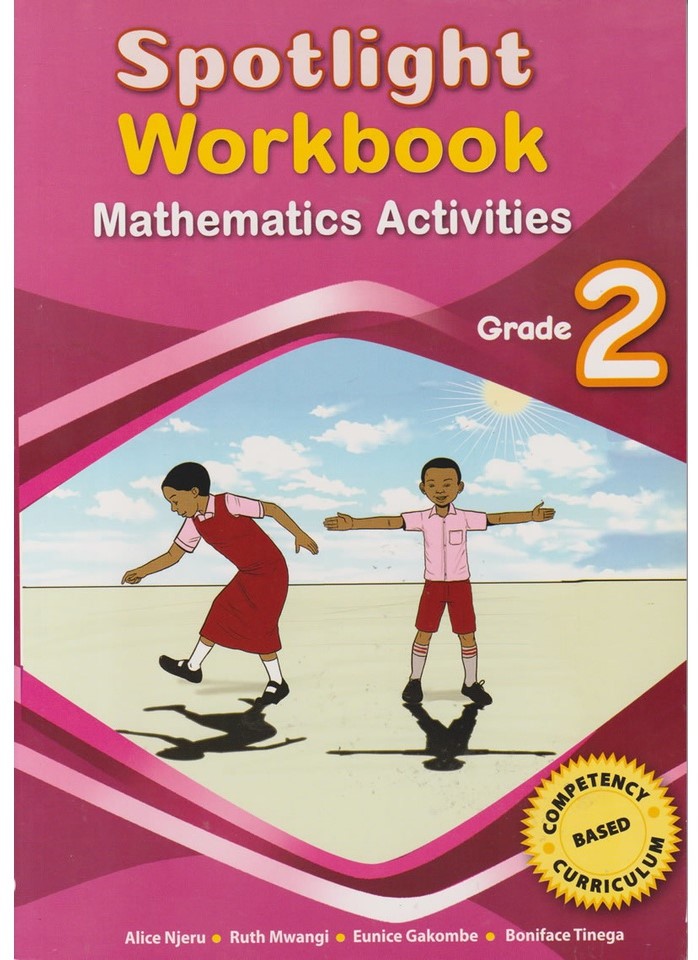 Spotlight
Workbook
Mathematics Activities
Grade 2
COMPETENCY
BASED
CURRICULUM
Alice Njeru • Ruth Mwangi • Eunice Gakombe • Boniface Tinega